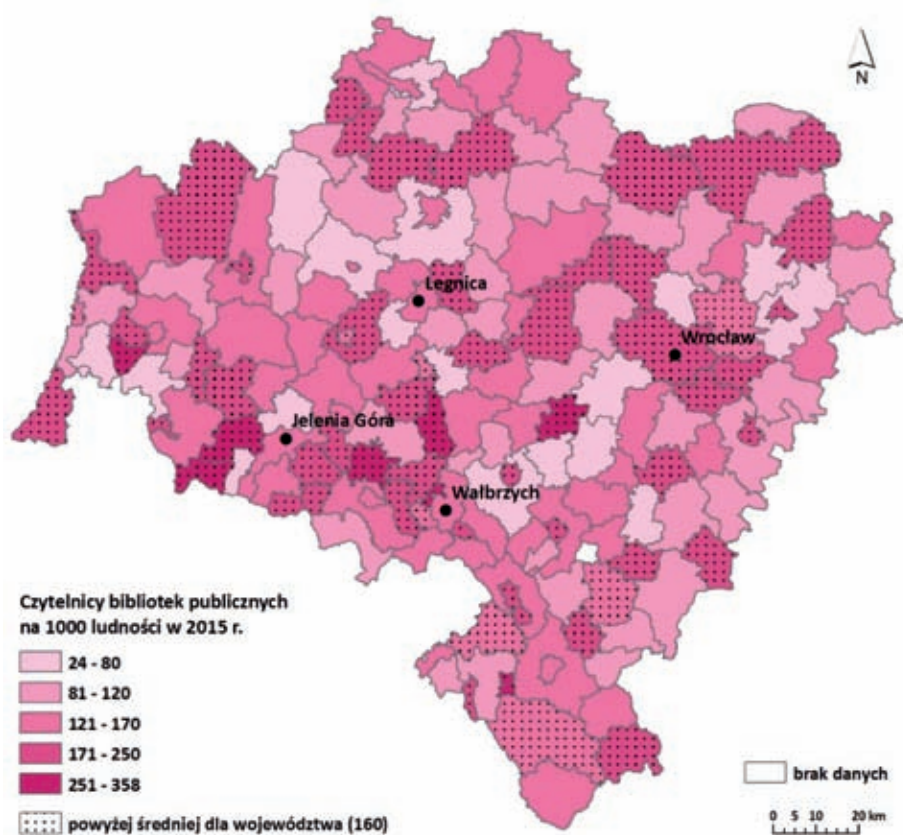 N
Legnica
Wrocław
Jelenia Góra
Wałbrzych
Czytelnicy bibliotek publicznych
na 1000 ludności w 2015 r.
24 - 80
81 - 120
121 - 170
171 - 250
251 - 358
powyżej średniej dla województwa (160)
brak danych
0 5 10 20 km